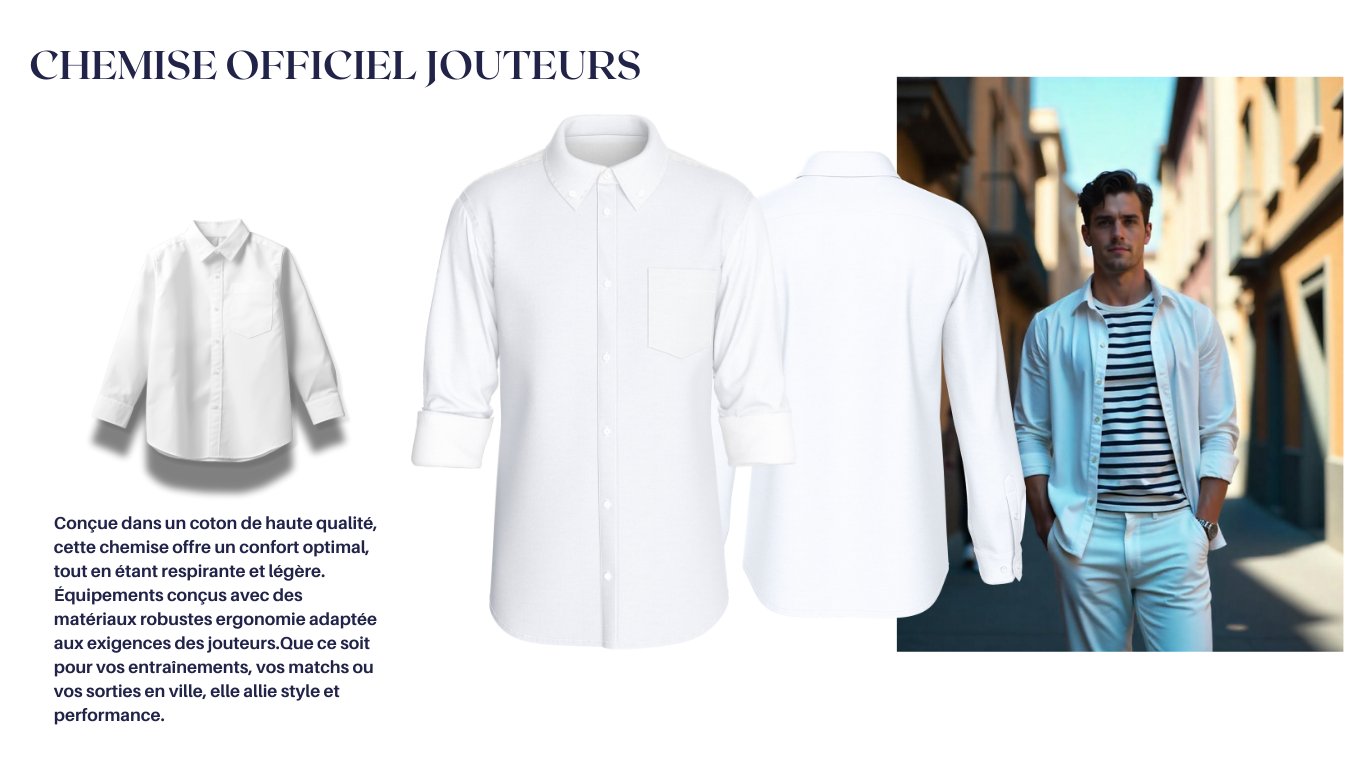 CHEMISE OFFICIEL JOUTEURS
Conçue dans un coton de haute qualité,
cette chemise offre un confort optimal,
tout en étant respirante et légère.
Équipements conçus avec des
matériaux robustes ergonomie adaptée
aux exigences des jouteurs.Que ce soit
pour vos entraînements, vos matchs ou
vos sorties en ville, elle allie style et
performance.